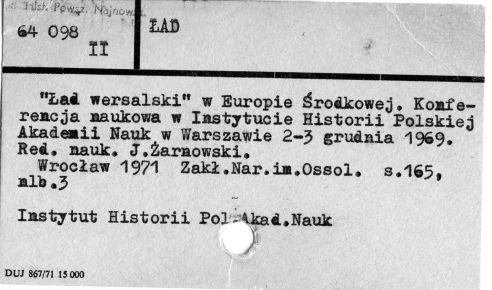 Hist. Powsz. Najnow.
64 098
II
ŁAD
"Ład wersalski" w Europie Środkowej. Konfe-
rencja naukowa w Instytucie Historii Polskiej
Akademii Nauk w Warszawie 2-3 grudnia 1969.
Red. nauk. J.Żarnowski.
Wrocław 1971 Zakł.Nar.im.Ossol. s.165,
nlb.3
Instytut Historii Pol Akad.Nauk
DUJ 867/71 15 000